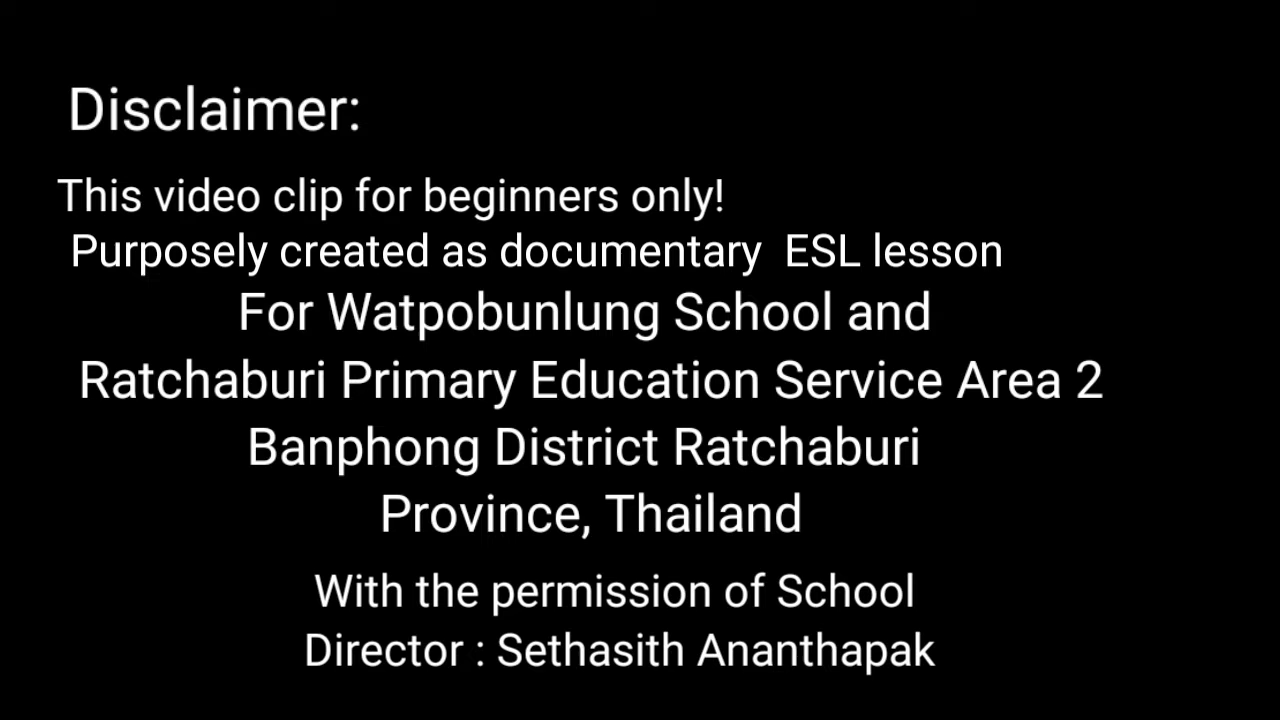 Disclaimer:
This video clip for beginners only!
Purposely created as documentary  ESL lesson
For Watpobunlung School and
Ratchaburi Primary Education Service Area 2
Banphong District Ratchaburi
Province, Thailand
With the permission of School
Director : Sethasith Ananthapak